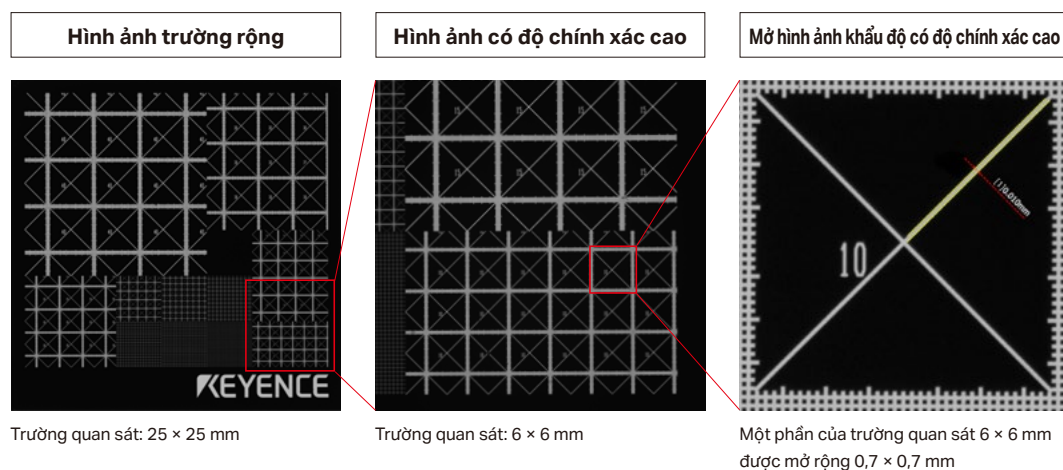 Hình ảnh trường rộng
Hình ảnh có độ chính xác cao
Mở hình ảnh khẩu độ có độ chính xác cao
10
[1]0.010mm
KEYENCE
Trường quan sát: 25 × 25 mm
Trường quan sát: 6 × 6 mm
Một phần của trường quan sát 6 × 6 mm
được mở rộng 0,7 × 0,7 mm